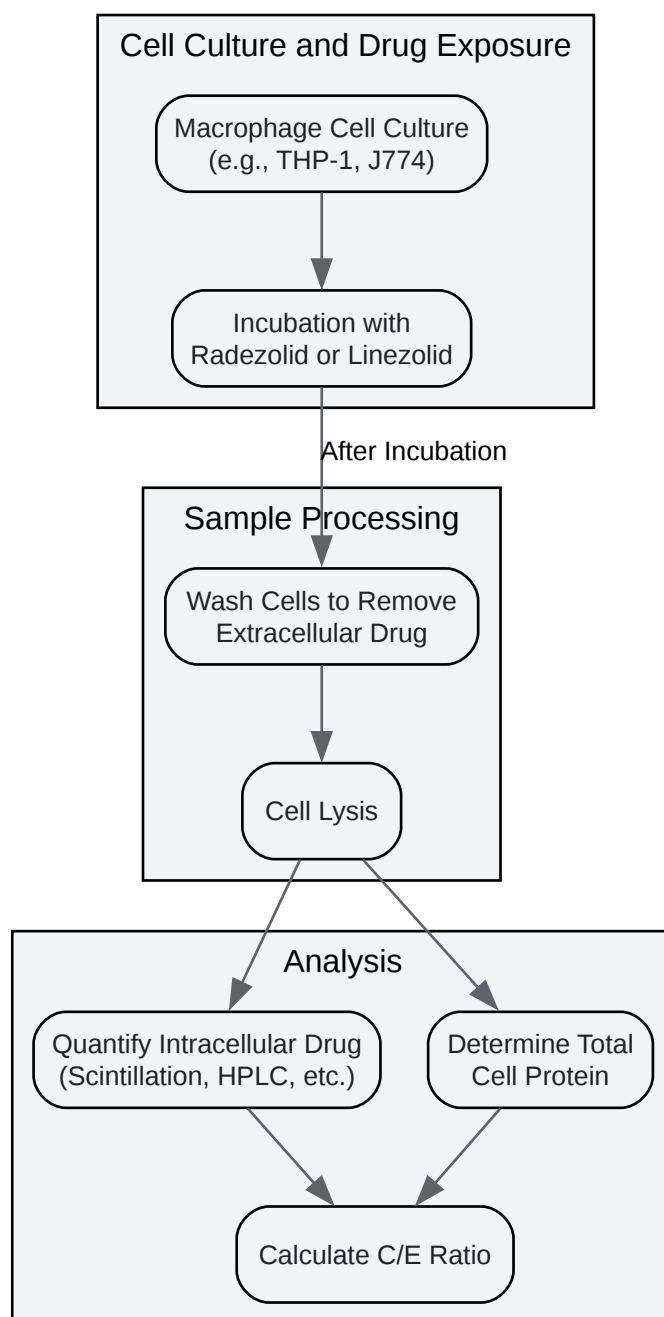 Cell Culture and Drug Exposure
Macrophage Cell Culture
(e.g., THP-1, J774)
Incubation with
Radezolid or Linezolid
After Incubation
Sample Processing
Wash Cells to Remove
Extracellular Drug
Cell Lysis
Analysis
Quantify Intracellular Drug
(Scintillation, HPLC, etc.)
Determine Total
Cell Protein
Calculate C/E Ratio